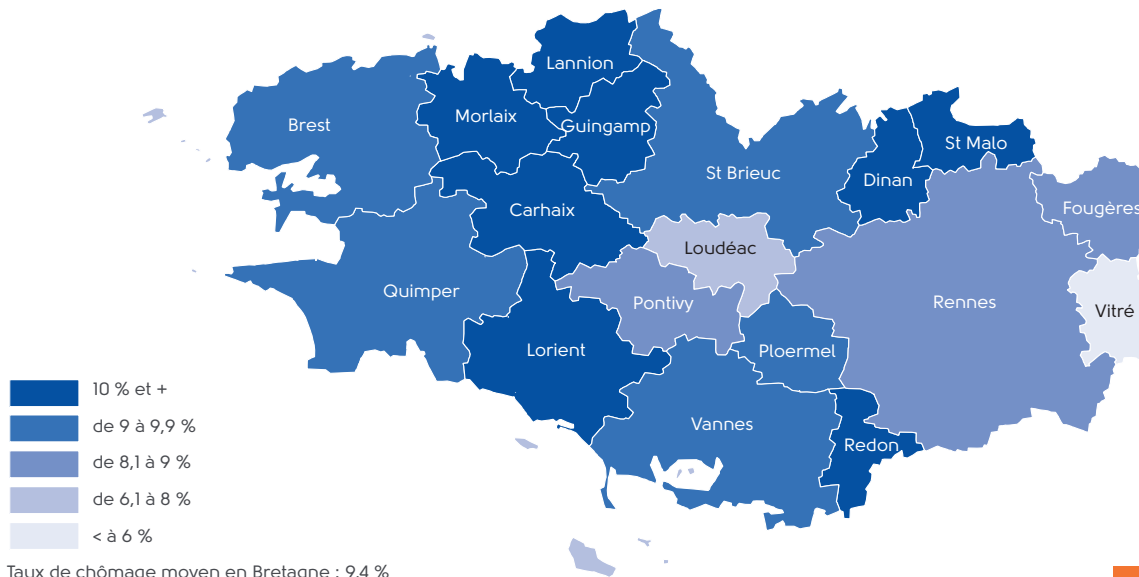 Lannion
Morlaix
Guingamp
Brest
St Malo
St Brieuc
Dinan
Carhaix
Fougères
Loudéac
Quimper
Pontivy
Rennes
Vitré
Lorient
Ploermel
Vannes
Redon
10 % et +
de 9 à 9,9 %
de 8,1 à 9 %
de 6,1 à 8 %
< à 6 %
Taux de chômage moyen en Bretagne : 9,4 %